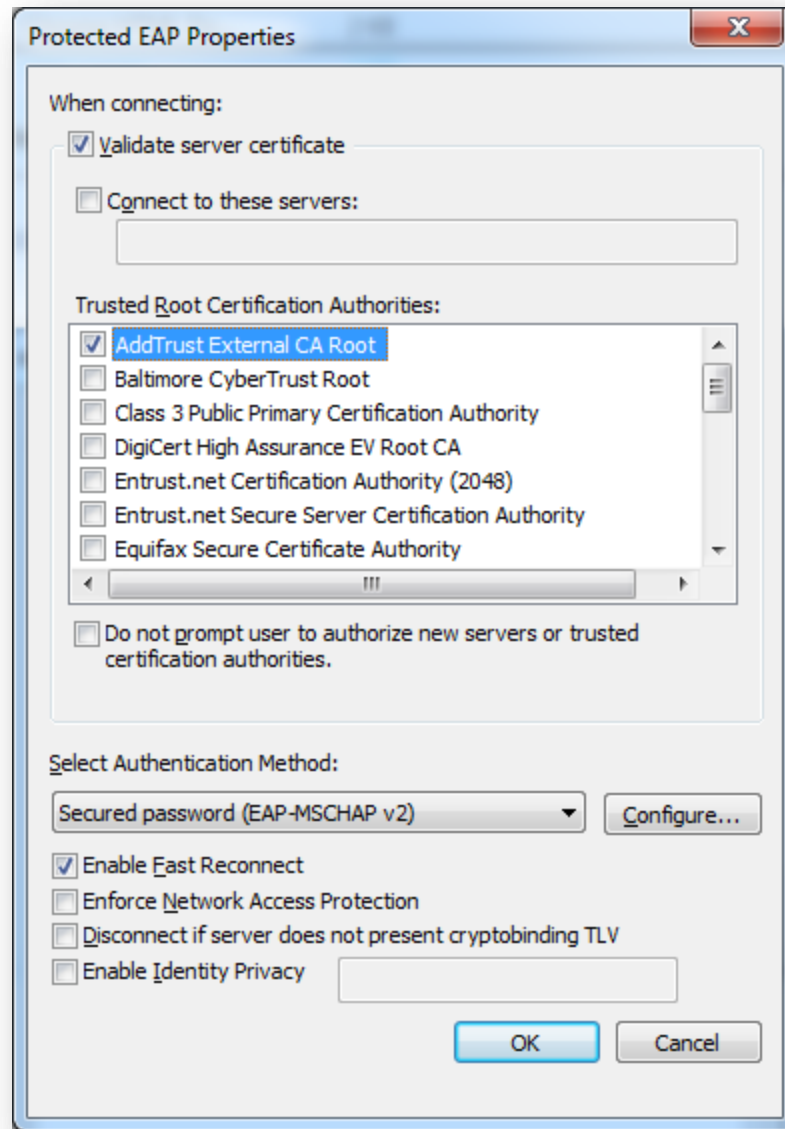 Protected EAP Properties
When connecting:
Validate server certificate
Connect to these servers:
Trusted Root Certification Authorities:
AddTrust External CA Root
Baltimore CyberTrust Root
Class 3 Public Primary Certification Authority
DigiCert High Assurance EV Root CA
Entrust.net Certification Authority (2048)
Entrust.net Secure Server Certification Authority
Equifax Secure Certificate Authority
Do not prompt user to authorize new servers or trusted
certification authorities.
Select Authentication Method:
Secured password (EAP-MSCHAP v2)
Configure...
Enable Fast Reconnect
Enforce Network Access Protection
Disconnect if server does not present cryptobinding TLV
Enable Identity Privacy
OK
Cancel